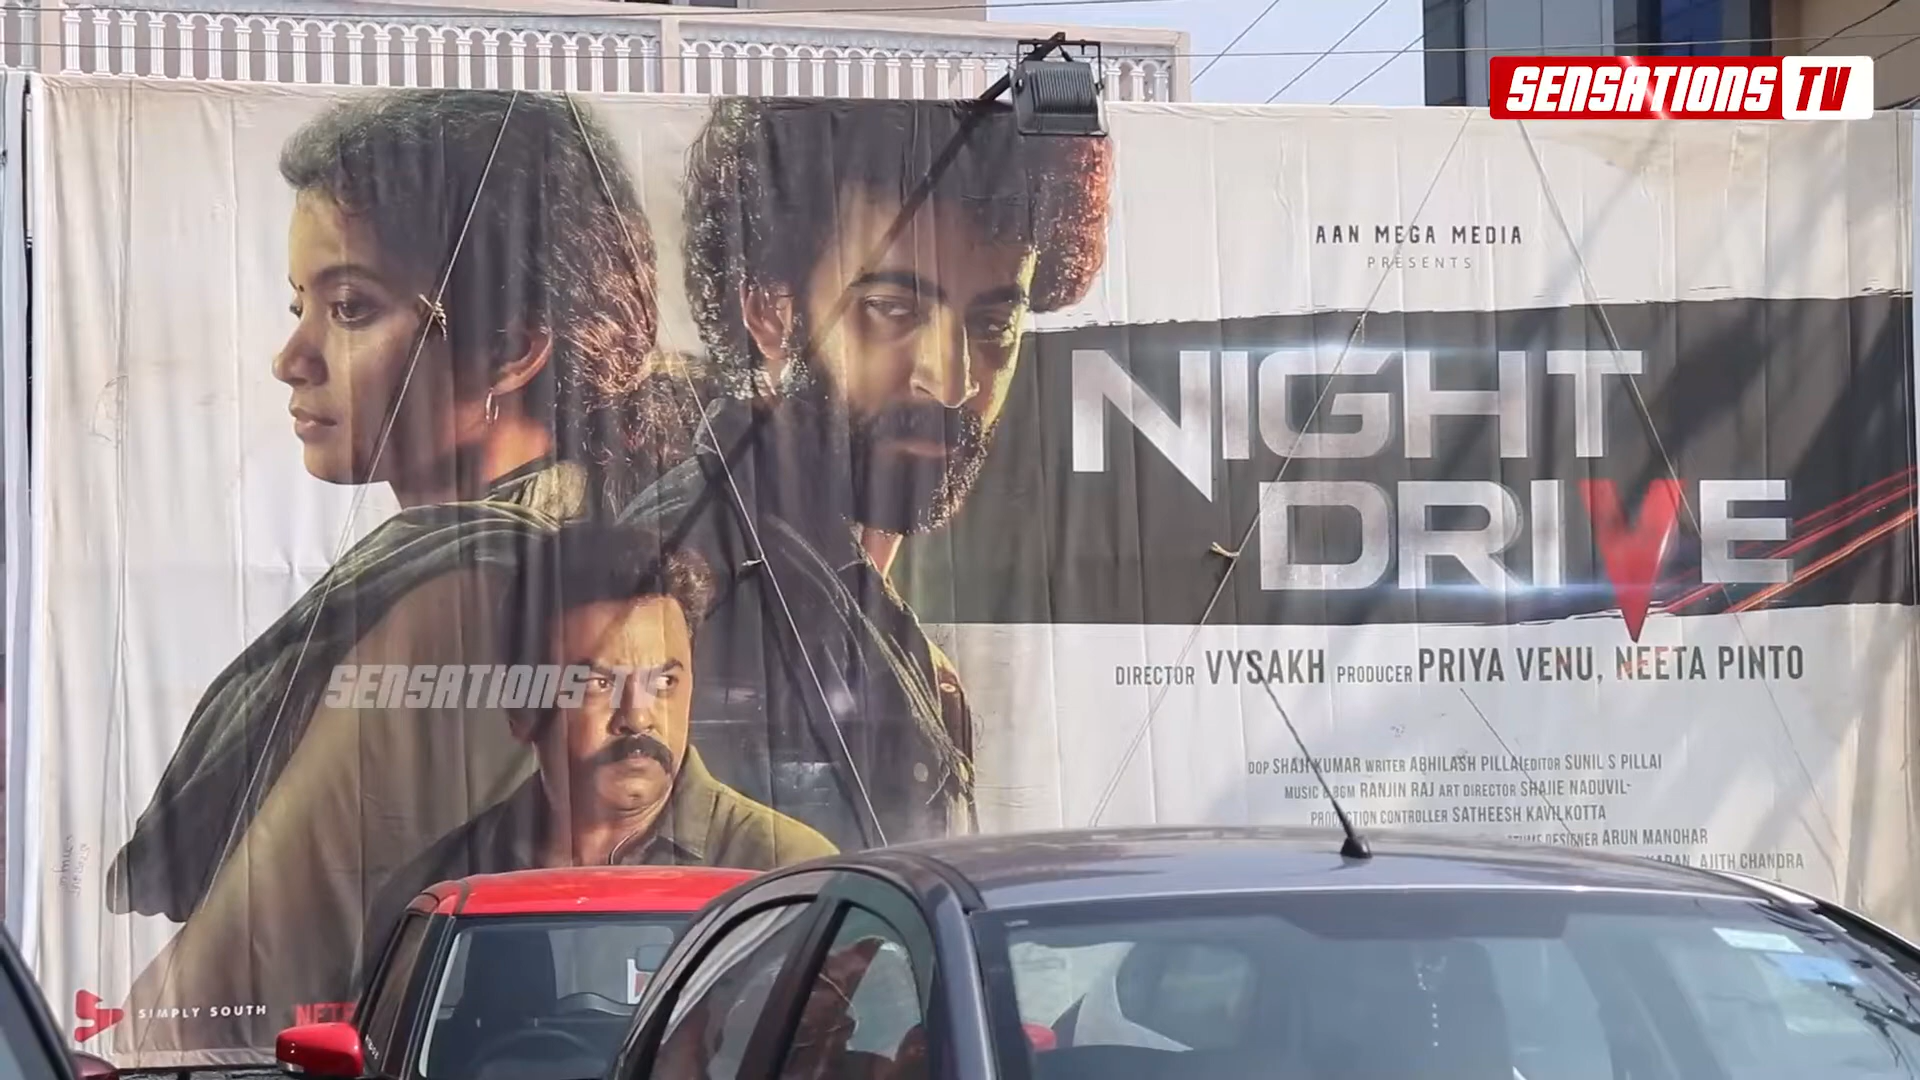 SENSATIONS TV
AAN MEGA MEDIA
PRESENTS
NIGHT
DRIVE
DIRECTOR VYSAKH PRODUCER PRIYA VENU, NEETA PINTO
SENSATIONS TV
DOP SHAJI KUMAR WRITER ABHILASH PILLAI EDITOR SUNIL S PILLAI
MUSIC & BGM RANJIN RAJ ART DIRECTOR SHAJIE NADUVIL
PRODUCTION CONTROLLER SATHEESH KAVILKOTTA
DESIGNER ARUN MANOHAR
AJITH CHANDRA
SIMPLY SOUTH